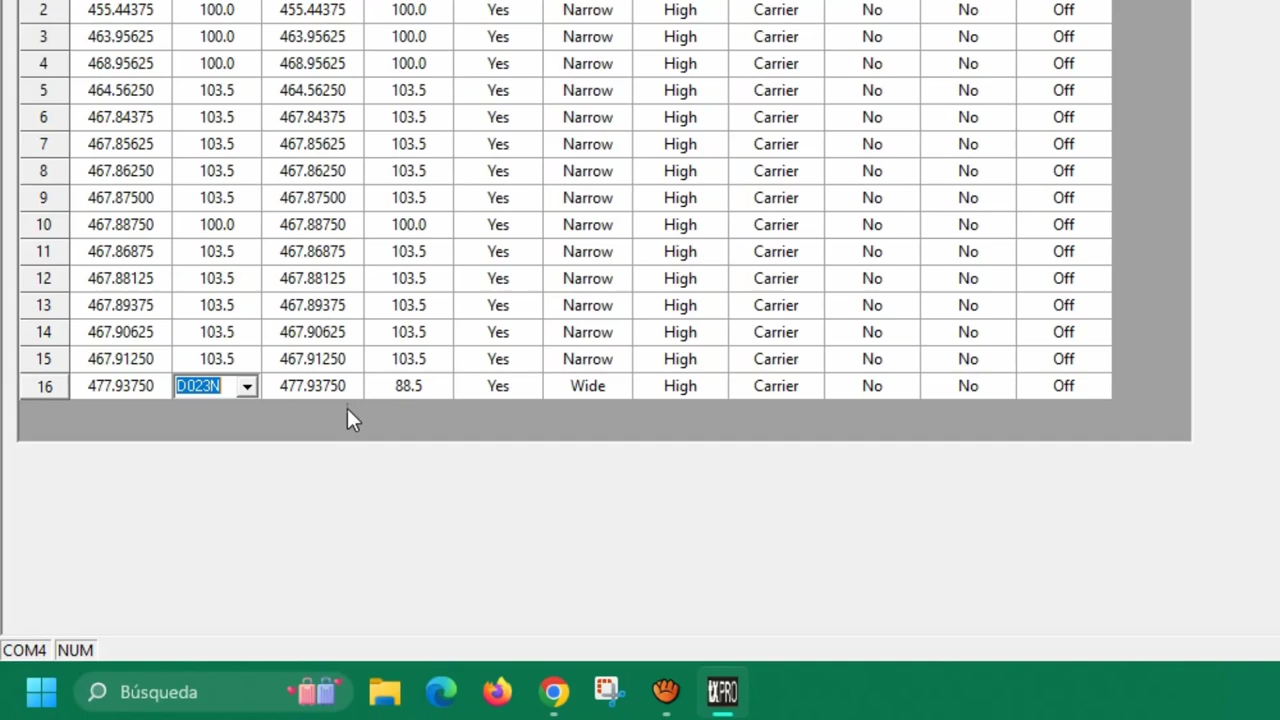 2 455.44375 100.0 455.44375 100.0 Yes Narrow High Carrier No No Off
3 463.95625 100.0 463.95625 100.0 Yes Narrow High Carrier No No Off
4 468.95625 100.0 468.95625 100.0 Yes Narrow High Carrier No No Off
5 464.56250 103.5 464.56250 103.5 Yes Narrow High Carrier No No Off
6 467.84375 103.5 467.84375 103.5 Yes Narrow High Carrier No No Off
7 467.85625 103.5 467.85625 103.5 Yes Narrow High Carrier No No Off
8 467.86250 103.5 467.86250 103.5 Yes Narrow High Carrier No No Off
9 467.87500 103.5 467.87500 103.5 Yes Narrow High Carrier No No Off
10 467.88750 100.0 467.88750 100.0 Yes Narrow High Carrier No No Off
11 467.86875 103.5 467.86875 103.5 Yes Narrow High Carrier No No Off
12 467.88125 103.5 467.88125 103.5 Yes Narrow High Carrier No No Off
13 467.89375 103.5 467.89375 103.5 Yes Narrow High Carrier No No Off
14 467.90625 103.5 467.90625 103.5 Yes Narrow High Carrier No No Off
15 467.91250 103.5 467.91250 103.5 Yes Narrow High Carrier No No Off
16 477.93750 D023N 477.93750 88.5 Yes Wide High Carrier No No Off
COM4 NUM
Búsqueda
txPRO